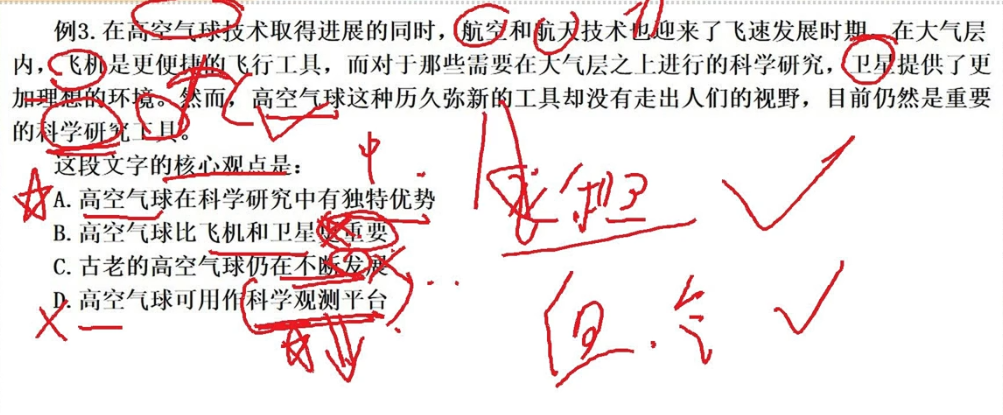 例3.在高空气球技术取得进展的同时，航空和航天技术也迎来了飞速发展时期。在大气层
内，飞机是更便捷的飞行工具，而对于那些需要在大气层之上进行的科学研究，卫星提供了更
加理想的环境。然而，高空气球这种历久弥新的工具却没有走出人们的视野，目前仍然是重要
的科学研究工具。
这段文字的核心观点是：
A.高空气球在科学研究中有独特优势
B.高空气球比飞机和卫星更重要
C.古老的高空气球仍在不断发展
D.高空气球可用作科学观测平台